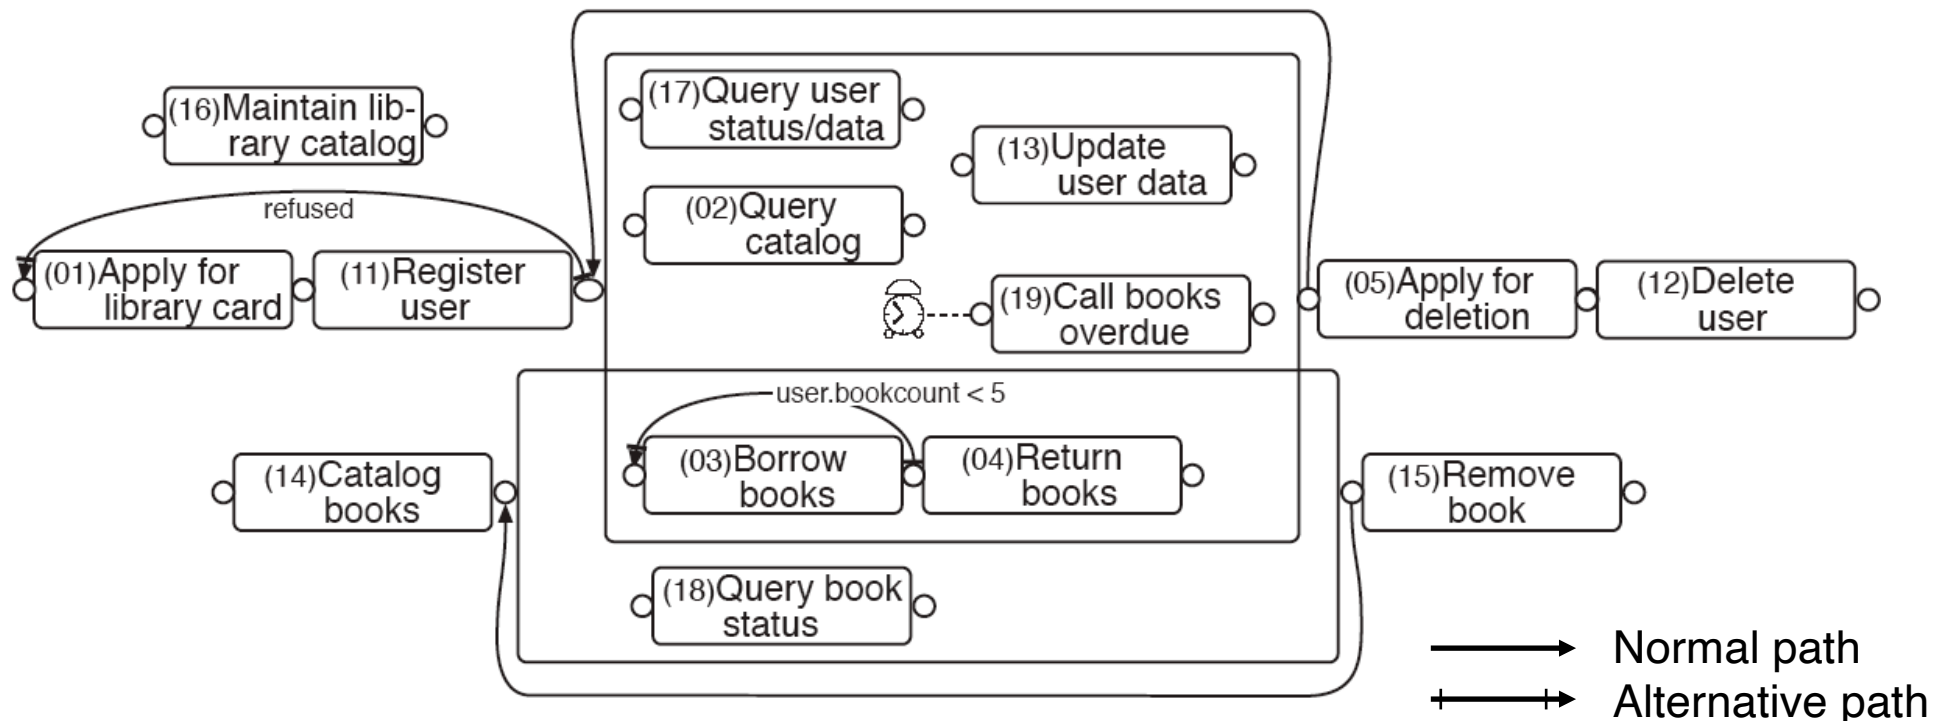 (16)Maintain lib-
rary catalog
refused
(01)Apply for
library card
(11)Register
user
(17)Query user
status/data
(13)Update
user data
(02)Query
catalog
(19)Call books
overdue
(05)Apply for
deletion
(12)Delete
user
user.bookcount < 5
(14)Catalog
books
(03)Borrow
books
(04)Return
books
(15)Remove
book
(18)Query book
status
Normal path
Alternative path